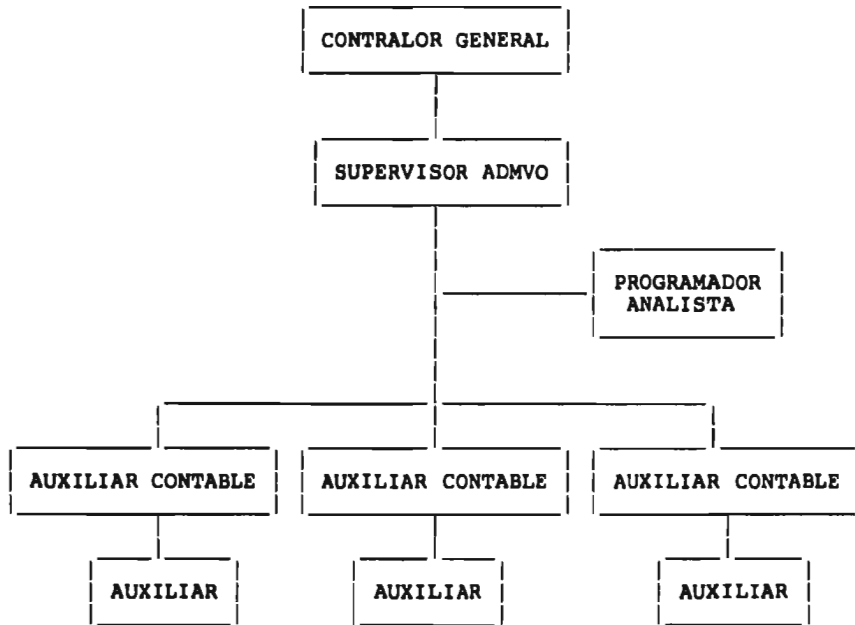 CONTRALOR GENERAL
SUPERVISOR ADMVO
PROGRAMADOR
ANALISTA
AUXILIAR CONTABLE
AUXILIAR CONTABLE
AUXILIAR CONTABLE
AUXILIAR
AUXILIAR
AUXILIAR